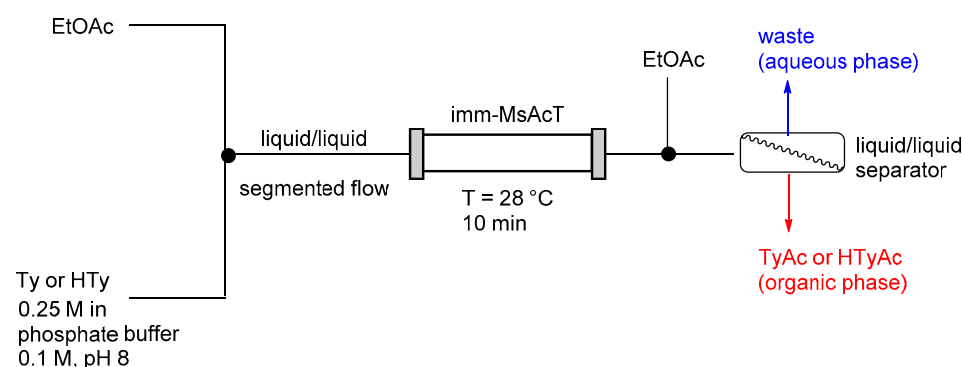 EtOAc
waste
(aqueous phase)
EtOAc
imm-MsAcT
liquid/liquid
segmented flow
liquid/liquid
separator
T = 28 °C
10 min
TyAc or HTyAc
(organic phase)
Ty or HTy
0.25 M in
phosphate buffer
0.1 M, pH 8